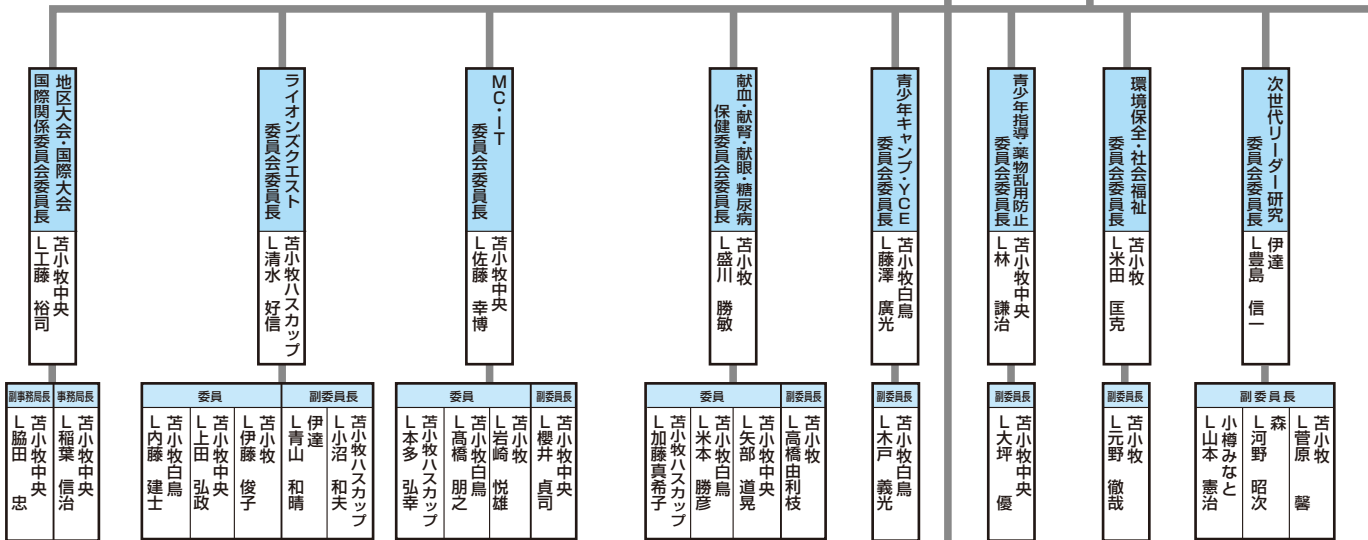 次世代リーダー研究
委員会委員長
伊達
L豊島 信一
副委員長
苫小牧
L菅原 馨
森
L河野 昭次
小樽みなと
L山本 憲治
環境保全・社会福祉
委員会委員長
苫小牧
L米田 匡克
副委員長
苫小牧
L元野 徹哉
青少年指導・薬物乱用防止
委員会委員長
苫小牧中央
L林 謙治
副委員長
苫小牧中央
L大坪 優
青少年キャンプ・YCE
委員会委員長
苫小牧白鳥
L藤澤 廣光
副委員長
苫小牧白鳥
L木戸 義光
献血・献腎・献眼・糖尿病
保健委員会委員長
苫小牧
L盛川 勝敏
副委員長
苫小牧
L高橋由利枝
委員
苫小牧中央
L矢部 道晃
苫小牧白鳥
L米本 勝彦
苫小牧ハスカップ
L加藤真希子
MC・IT
委員会委員長
苫小牧中央
L佐藤 幸博
副委員長
苫小牧中央
L櫻井 貞司
委員
苫小牧
L岩崎 悦雄
苫小牧白鳥
L髙橋 朋之
苫小牧ハスカップ
L本多 弘幸
ライオンズクエスト
委員会委員長
苫小牧ハスカップ
L清水 好信
副委員長
苫小牧ハスカップ
L小沼 和夫
伊達
L青山 和晴
委員
苫小牧
L伊藤 俊子
苫小牧中央
L上田 弘政
苫小牧白鳥
L内藤 建士
地区大会・国際大会
国際関係委員会委員長
苫小牧中央
L工藤 裕司
事務局長
苫小牧中央
L稲葉 信治
副事務局長
苫小牧中央
L脇田 忠